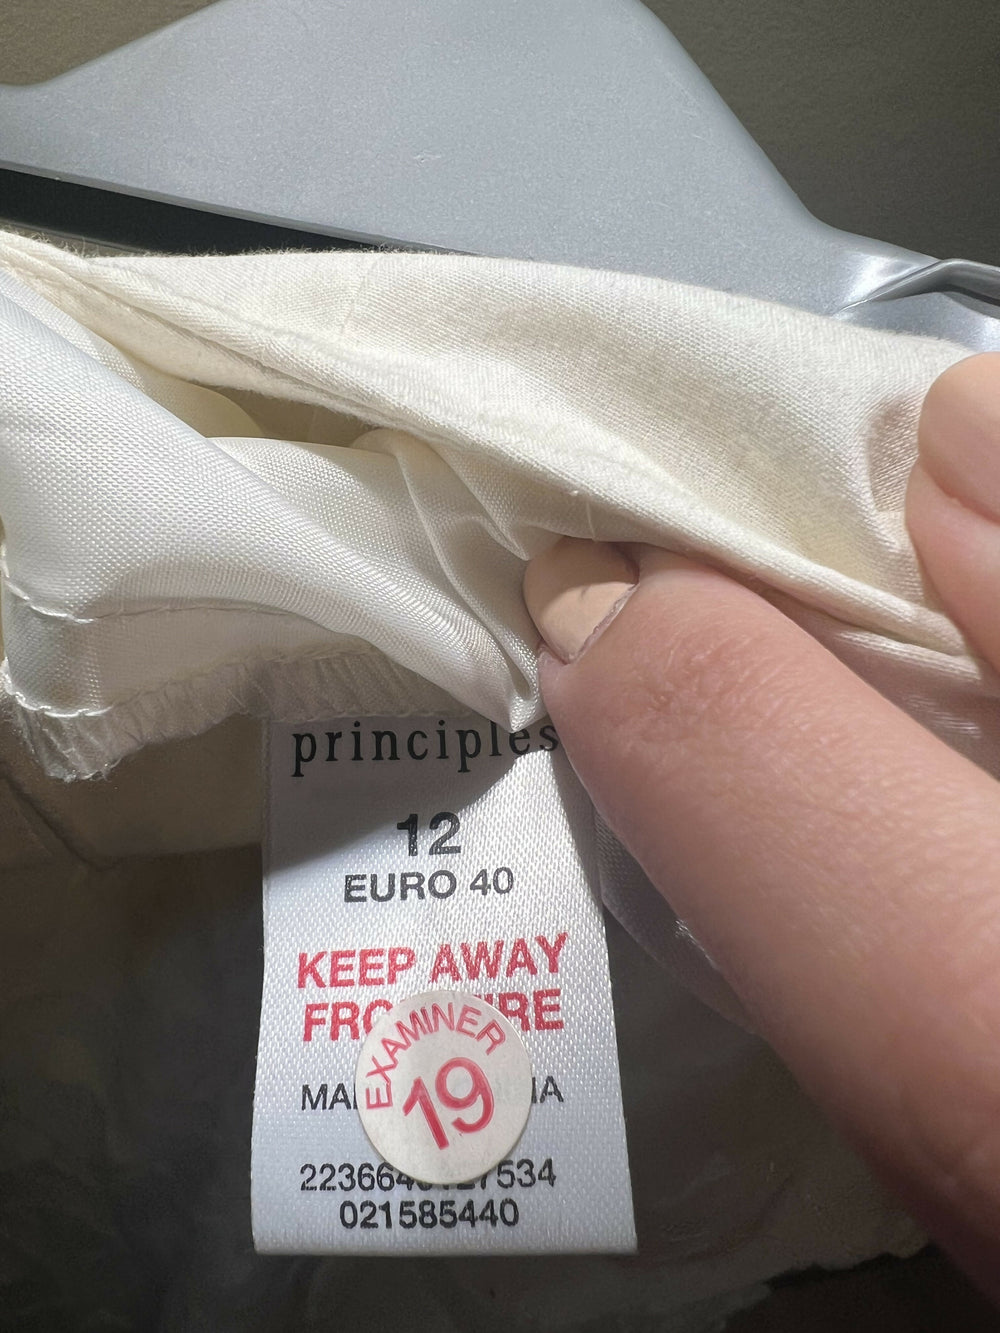 principles
12
EURO 40
KEEP AWAY
EXAMINER
19
021585440